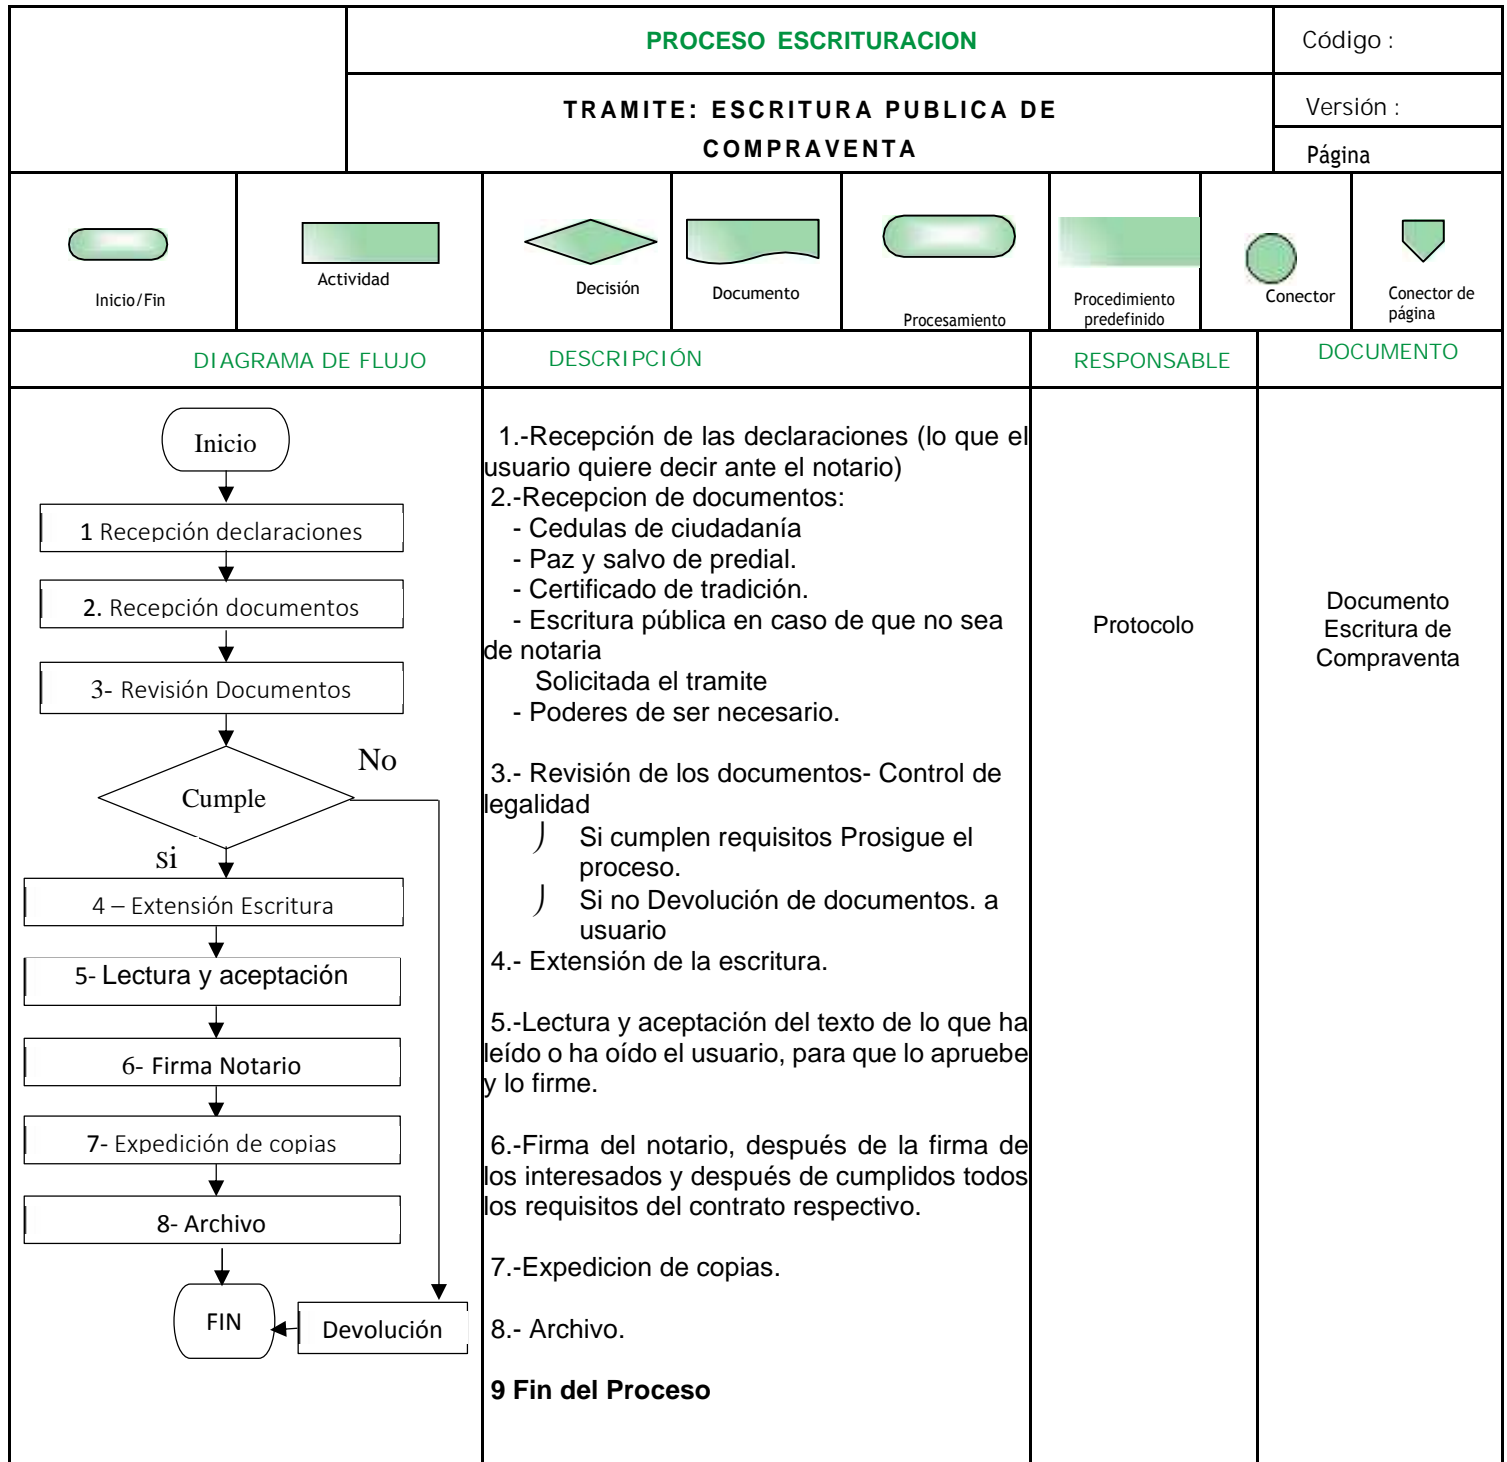 PROCESO ESCRITURACION
Código :
TRAMITE: ESCRITURA PUBLICA DE
COMPRAVENTA
Versión :
Página
Inicio/Fin
Actividad
Decisión
Documento
Procesamiento
Procedimiento
predefinido
Conector
Conector de
página
DIAGRAMA DE FLUJO
DESCRIPCIÓN
RESPONSABLE
DOCUMENTO
Inicio
1 Recepción declaraciones
2. Recepción documentos
3- Revisión Documentos
Cumple
No
si
4 – Extensión Escritura
5- Lectura y aceptación
6- Firma Notario
7- Expedición de copias
8- Archivo
FIN
Devolución
1.-Recepción de las declaraciones (lo que el
usuario quiere decir ante el notario)
2.-Recepcion de documentos:
- Cedulas de ciudadanía
- Paz y salvo de predial.
- Certificado de tradición.
- Escritura pública en caso de que no sea
de notaria
Solicitada el tramite
- Poderes de ser necesario.
3.- Revisión de los documentos- Control de
legalidad
Si cumplen requisitos Prosigue el
proceso.
Si no Devolución de documentos. a
usuario
4.- Extensión de la escritura.
5.-Lectura y aceptación del texto de lo que ha
leído o ha oído el usuario, para que lo apruebe
y lo firme.
6.-Firma del notario, después de la firma de
los interesados y después de cumplidos todos
los requisitos del contrato respectivo.
7.-Expedicion de copias.
8.- Archivo.
9 Fin del Proceso
Protocolo
Documento
Escritura de
Compraventa